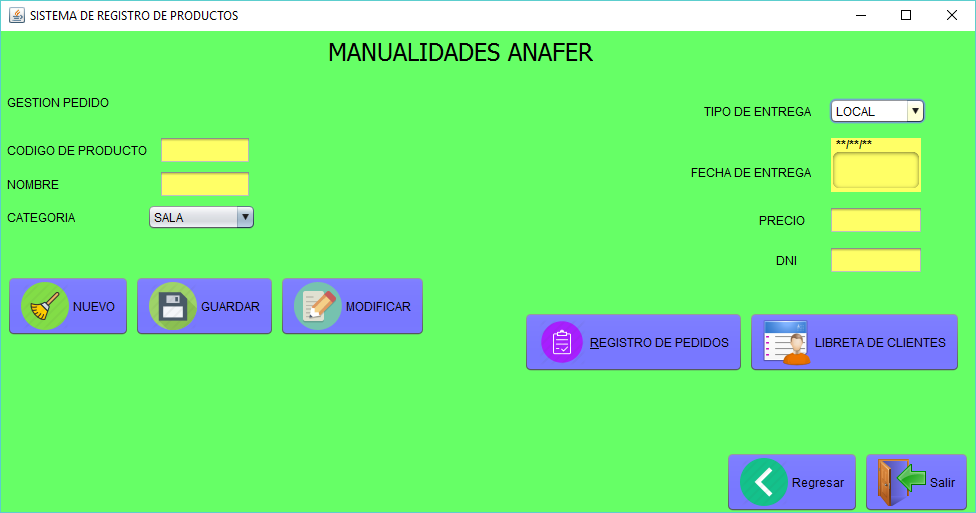 SISTEMA DE REGISTRO DE PRODUCTOS
MANUALIDADES ANAFER
GESTION PEDIDO
CODIGO DE PRODUCTO
NOMBRE
CATEGORIA
SALA
TIPO DE ENTREGA
LOCAL
FECHA DE ENTREGA
**/**/**
PRECIO
DNI
NUEVO
GUARDAR
MODIFICAR
REGISTRO DE PEDIDOS
LIBRETA DE CLIENTES
Regresar
Salir